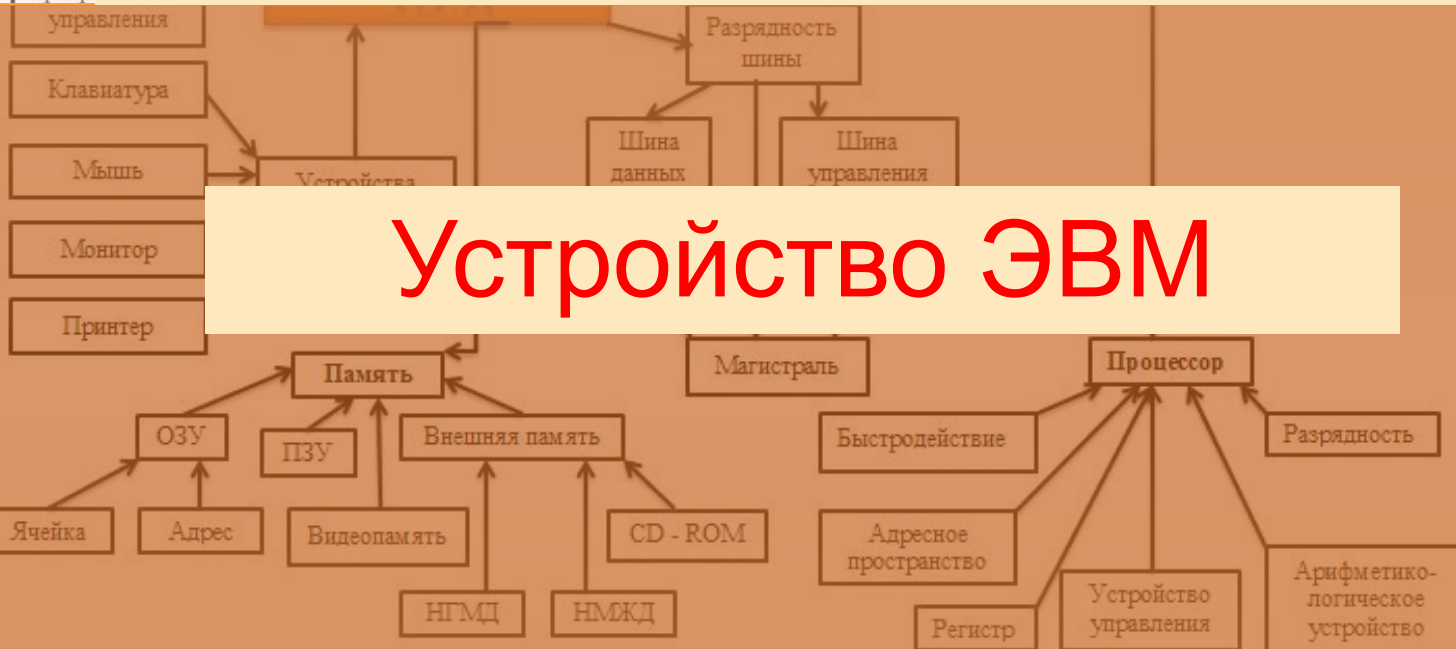 управления
Разрядность
шины
Клавиатура
Шина
данных
Шина
управления
Мышь
Устройства
Устройство ЭВМ
Монитор
Принтер
Память
Магистраль
Процессор
ОЗУ
ПЗУ
Внешняя память
Быстродействие
Разрядность
Ячейка
Адрес
Видеопамять
CD - ROM
Адресное
пространство
НГМД
НМЖД
Регистр
Устройство
управления
Арифметико-
логическое
устройство